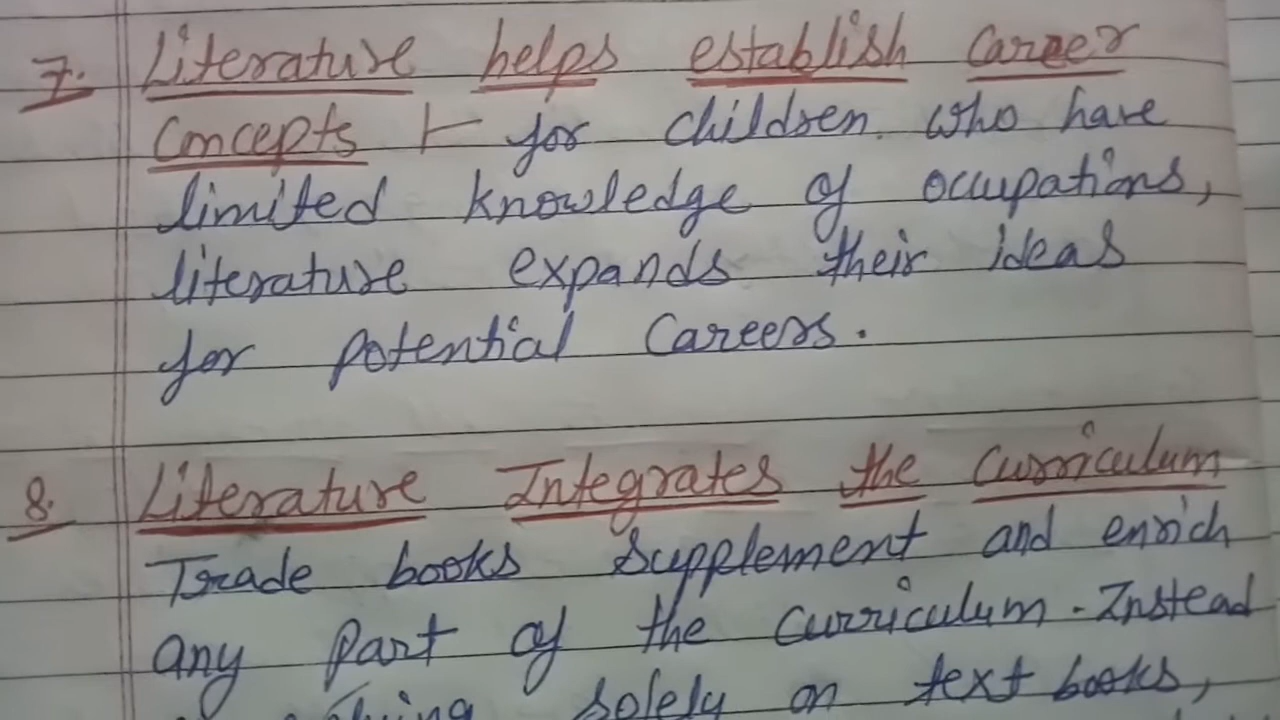 7. Literature helps establish career
concepts :- for children who have
limited knowledge of occupations,
literature expands their ideas
for potential careers.
8. Literature Integrates the curriculum
Trade books supplement and enrich
any part of the curriculum. Instead
solely on text books,